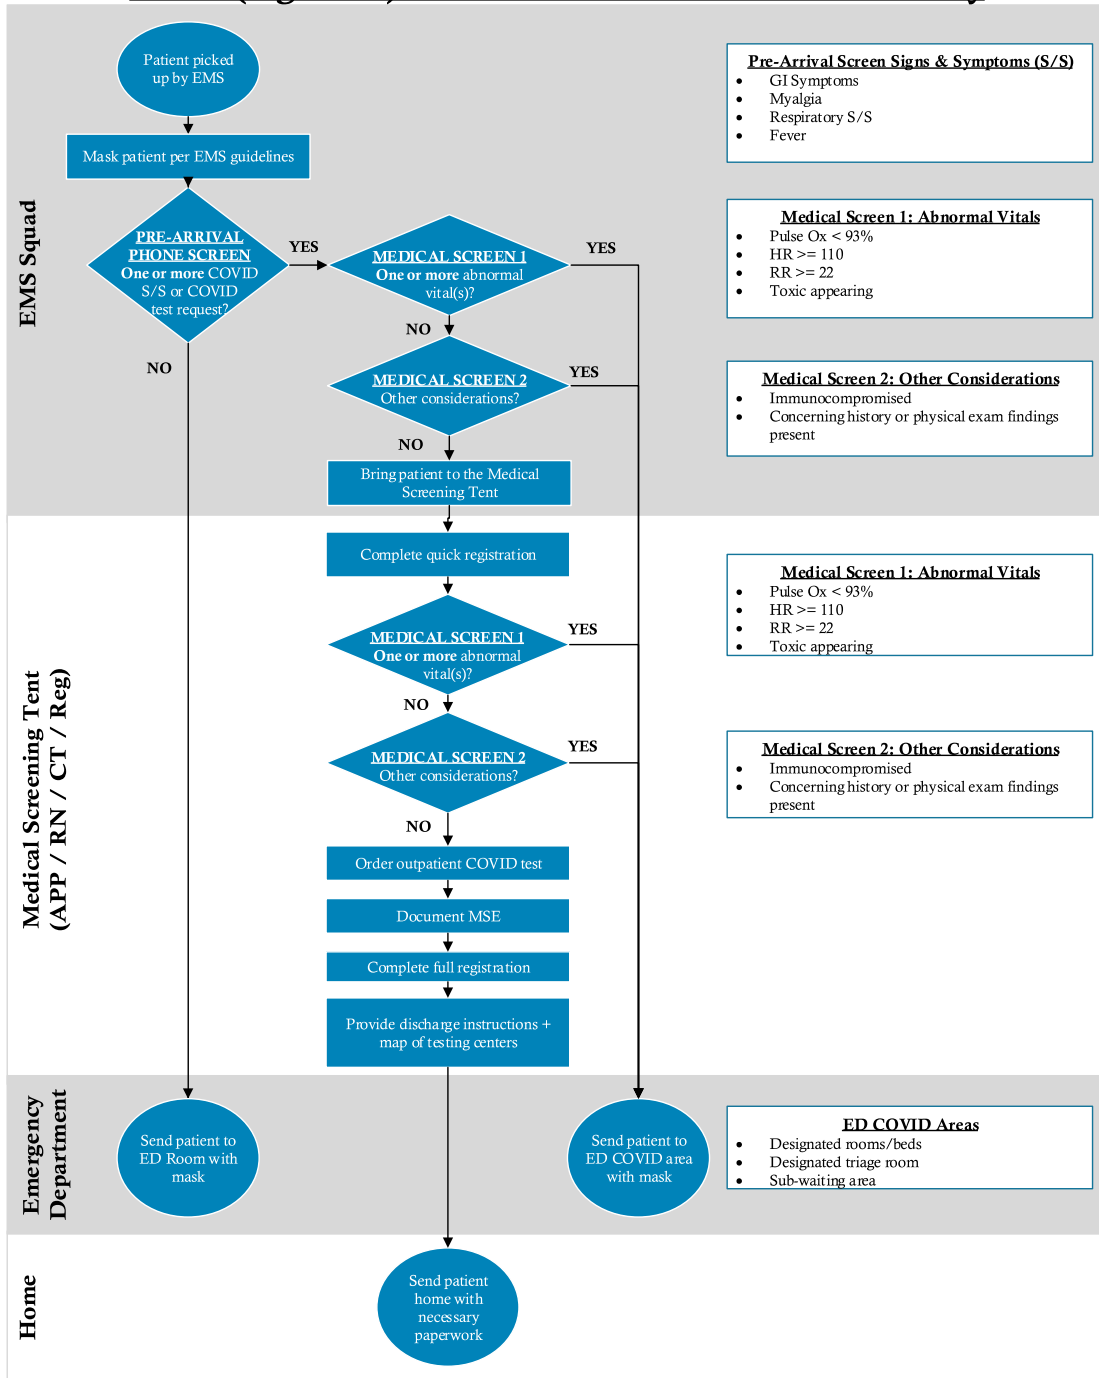 Patient picked
up by EMS
Mask patient per EMS guidelines
PRE-ARRIVAL
PHONE SCREEN
One or more COVID
S/S or COVID
test request?
YES
NO
MEDICAL SCREEN 1
One or more abnormal
vital(s)?
YES
NO
MEDICAL SCREEN 2
Other considerations?
YES
NO
Bring patient to the Medical
Screening Tent
EMS Squad
Pre-Arrival Screen Signs & Symptoms (S/S)
• GI Symptoms
• Myalgia
• Respiratory S/S
• Fever
Medical Screen 1: Abnormal Vitals
• Pulse Ox < 93%
• HR >= 110
• RR >= 22
• Toxic appearing
Medical Screen 2: Other Considerations
• Immunocompromised
• Concerning history or physical exam findings
present
Medical Screening Tent
(APP / RN / CT / Reg)
Complete quick registration
MEDICAL SCREEN 1
One or more abnormal
vital(s)?
YES
NO
MEDICAL SCREEN 2
Other considerations?
YES
NO
Order outpatient COVID test
Document MSE
Complete full registration
Provide discharge instructions +
map of testing centers
Medical Screen 1: Abnormal Vitals
• Pulse Ox < 93%
• HR >= 110
• RR >= 22
• Toxic appearing
Medical Screen 2: Other Considerations
• Immunocompromised
• Concerning history or physical exam findings
present
Emergency
Department
Send patient to
ED Room with
mask
Send patient to
ED COVID area
with mask
ED COVID Areas
• Designated rooms/beds
• Designated triage room
• Sub-waiting area
Home
Send patient
home with
necessary
paperwork